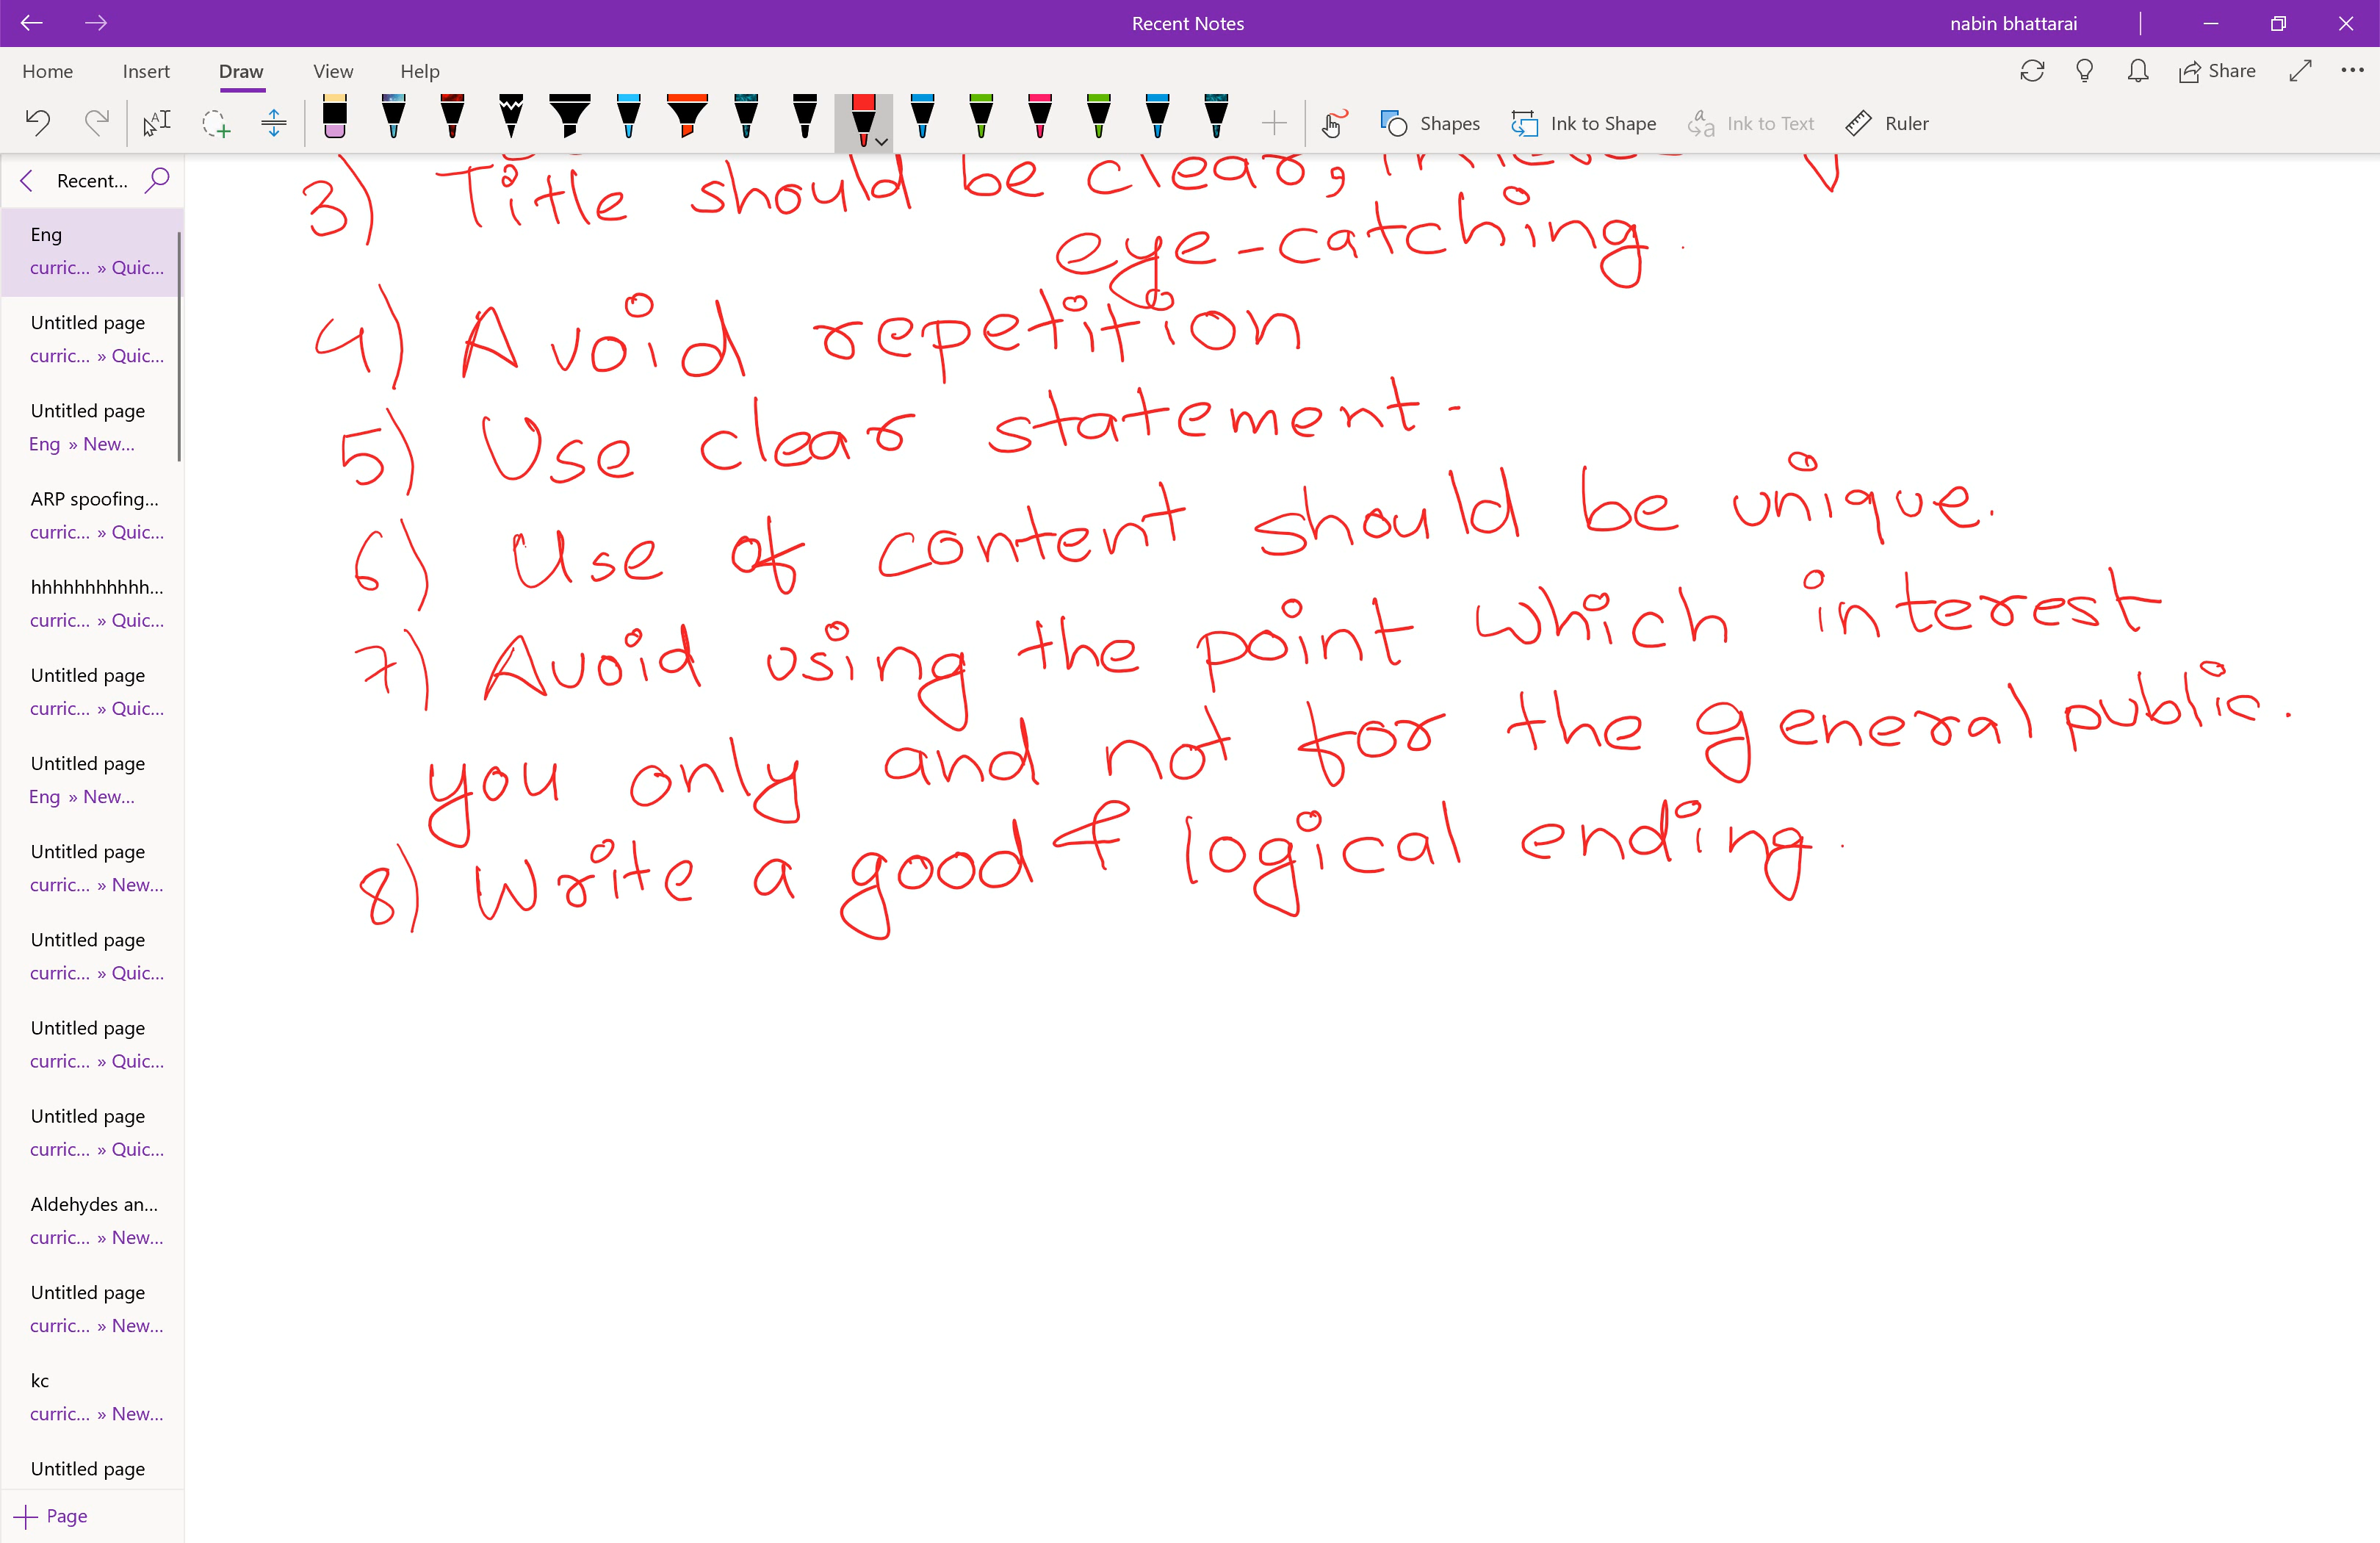 Recent Notes
nabin bhattarai
Home Insert Draw View Help
Share
Shapes Ink to Shape Ink to Text Ruler
Recent...
Eng
curric... » Quic...
Untitled page
curric... » Quic...
Untitled page
Eng » New...
ARP spoofing...
curric... » Quic...
hhhhhhhhhhh...
curric... » Quic...
Untitled page
curric... » Quic...
Untitled page
Eng » New...
Untitled page
curric... » New...
Untitled page
curric... » Quic...
Untitled page
curric... » Quic...
Untitled page
curric... » Quic...
Aldehydes an...
curric... » New...
Untitled page
curric... » New...
kc
curric... » New...
Untitled page
Page
3) Title should be clear,
eye-catching.
4) Avoid repetition
5) Use clear statement.
6) Use of content should be unique.
7) Avoid using the point which interest
you only and not for the general public.
8) Write a good & logical ending.